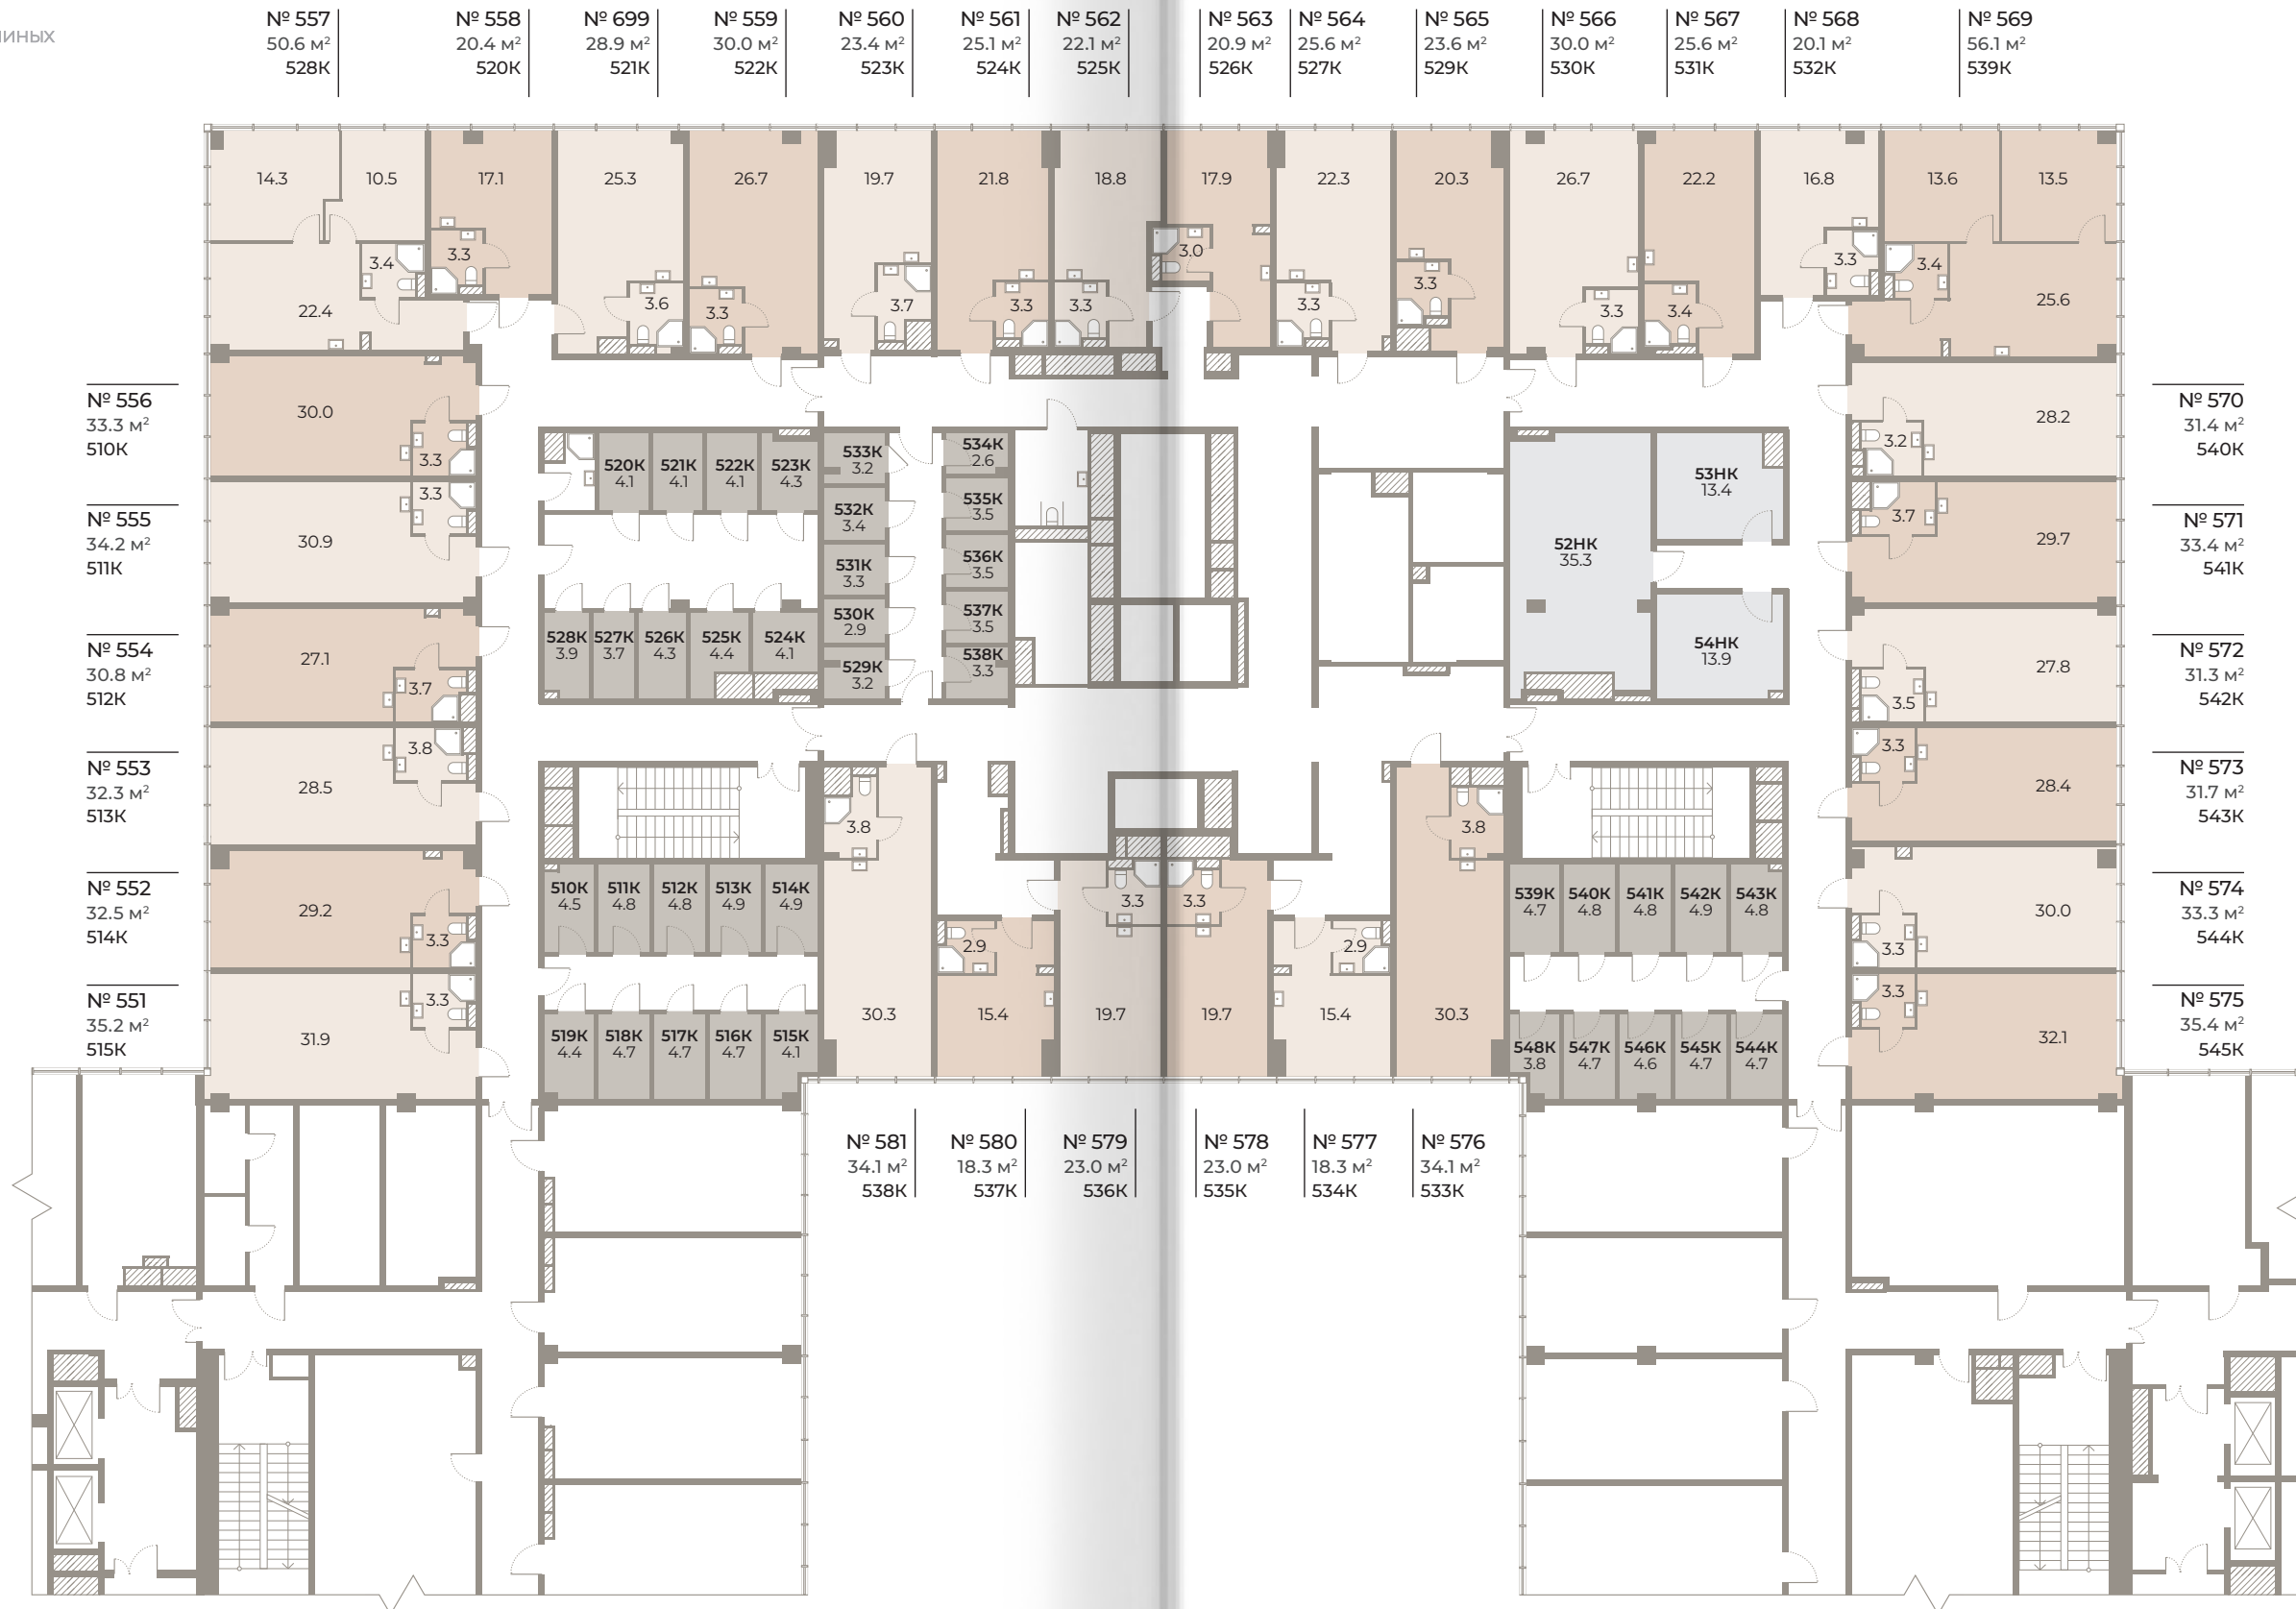 иных
№ 557
50.6 м²
528К
№ 558
20.4 м²
520К
№ 699
28.9 м²
521К
№ 559
30.0 м²
522К
№ 560
23.4 м²
523К
№ 561
25.1 м²
524К
№ 562
22.1 м²
525К
№ 563
20.9 м²
526К
№ 564
25.6 м²
527К
№ 565
23.6 м²
529К
№ 566
30.0 м²
530К
№ 567
25.6 м²
531К
№ 568
20.1 м²
532К
№ 569
56.1 м²
539К
14.3
10.5
17.1
25.3
26.7
19.7
21.8
18.8
17.9
22.3
20.3
26.7
22.2
16.8
13.6
13.5
3.4
3.3
22.4
3.6
3.3
3.7
3.3
3.3
3.0
3.3
3.3
3.3
3.4
3.3
3.4
25.6
№ 556
33.3 м²
510К
30.0
3.3
№ 555
34.2 м²
511К
30.9
3.3
№ 554
30.8 м²
512К
27.1
3.7
№ 553
32.3 м²
513К
28.5
3.8
№ 552
32.5 м²
514К
29.2
3.3
№ 551
35.2 м²
515К
31.9
3.3
520К
4.1
521К
4.1
522К
4.1
523К
4.3
528К
3.9
527К
3.7
526К
4.3
525К
4.4
524К
4.1
533К
3.2
532К
3.4
531К
3.3
530К
2.9
529К
3.2
534К
2.6
535К
3.5
536К
3.5
537К
3.5
538К
3.3
52НК
35.3
53НК
13.4
54НК
13.9
28.2
3.2
№ 570
31.4 м²
540К
3.7
29.7
№ 571
33.4 м²
541К
27.8
3.5
№ 572
31.3 м²
542К
3.3
28.4
№ 573
31.7 м²
543К
30.0
3.3
№ 574
33.3 м²
544К
3.3
32.1
№ 575
35.4 м²
545К
510К
4.5
511К
4.8
512К
4.8
513К
4.9
514К
4.9
519К
4.4
518К
4.7
517К
4.7
516К
4.7
515К
4.1
3.8
30.3
2.9
15.4
3.3
19.7
3.3
19.7
2.9
15.4
3.8
30.3
539К
4.7
540К
4.8
541К
4.8
542К
4.9
543К
4.8
548К
3.8
547К
4.7
546К
4.6
545К
4.7
544К
4.7
№ 581
34.1 м²
538К
№ 580
18.3 м²
537К
№ 579
23.0 м²
536К
№ 578
23.0 м²
535К
№ 577
18.3 м²
534К
№ 576
34.1 м²
533К